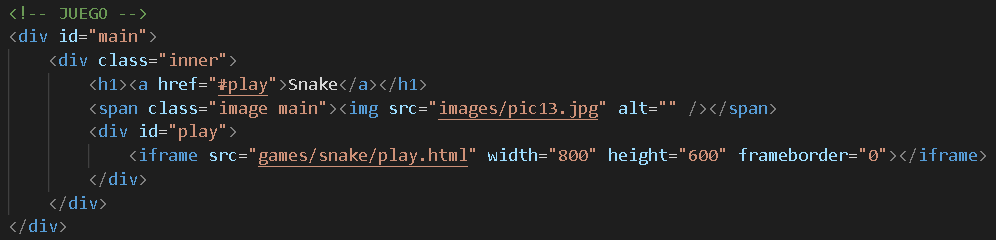 <!-- JUEGO -->
<div id="main">
<div class="inner">
<h1><a href="#play">Snake</a></h1>
<span class="image main"><img src="images/pic13.jpg" alt="" /></span>
<div id="play">
<iframe src="games/snake/play.html" width="800" height="600" frameborder="0"></iframe>
</div>
</div>
</div>